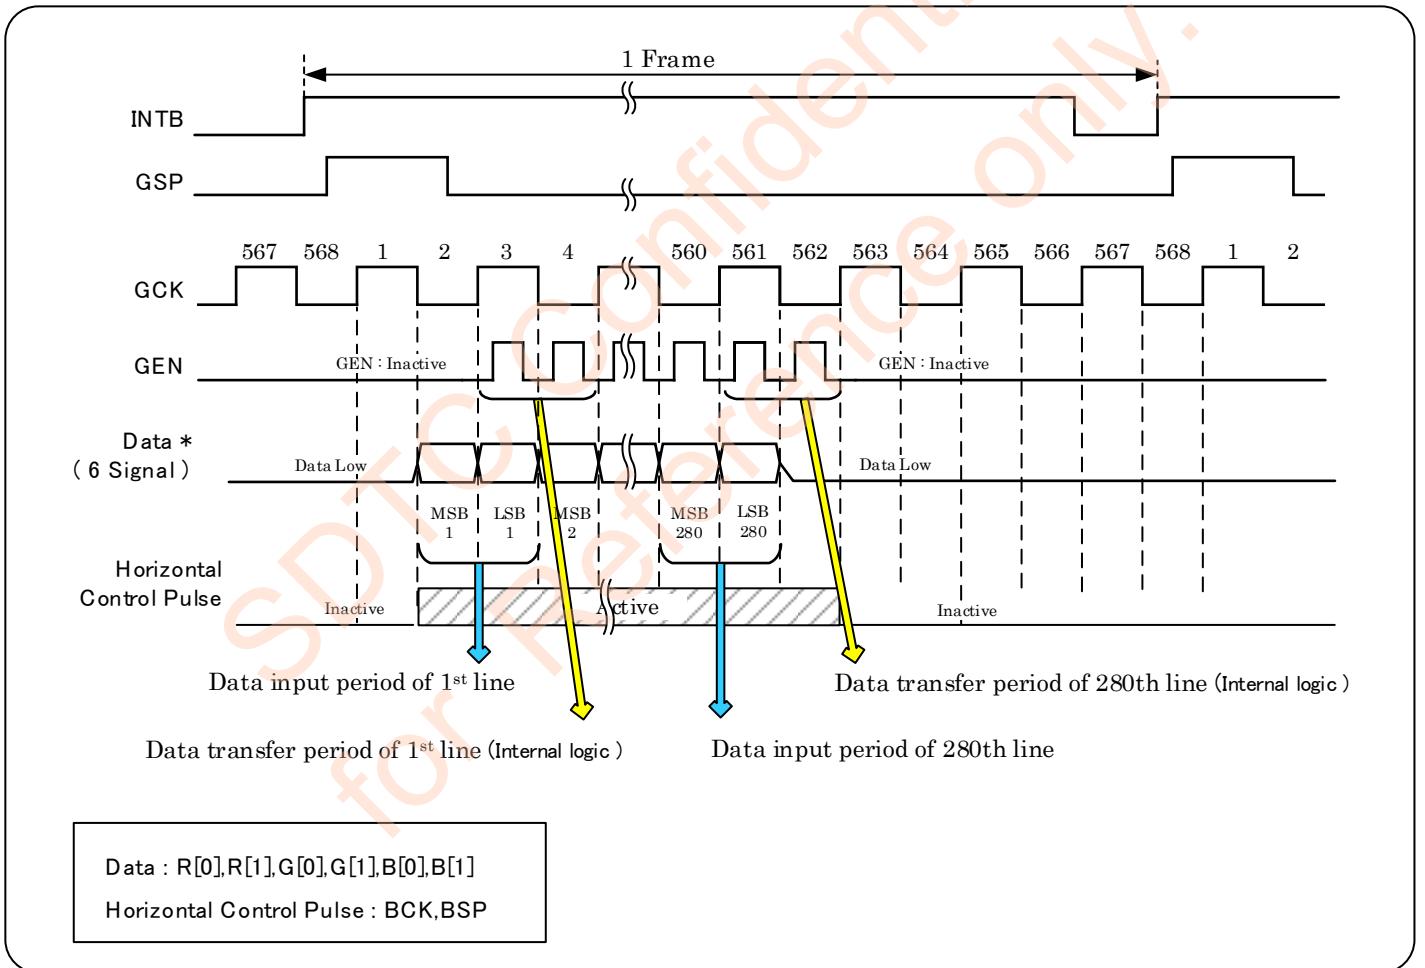 SDTC Confidenti
for Reference only.
1 Frame
INTB
GSP
567 568 1 2 3 4 560 561 562 563 564 565 566 567 568 1 2
GCK
GEN
GEN : Inactive
GEN : Inactive
Data *
( 6 Signal )
Data Low
Data Low
MSB 1
LSB 1
MSB 2
MSB 280
LSB 280
Horizontal
Control Pulse
Inactive
Active
Inactive
Data input period of 1st line
Data transfer period of 280th line (Internal logic )
Data transfer period of 1st line (Internal logic )
Data input period of 280th line
Data : R[0],R[1],G[0],G[1],B[0],B[1]
Horizontal Control Pulse : BCK,BSP